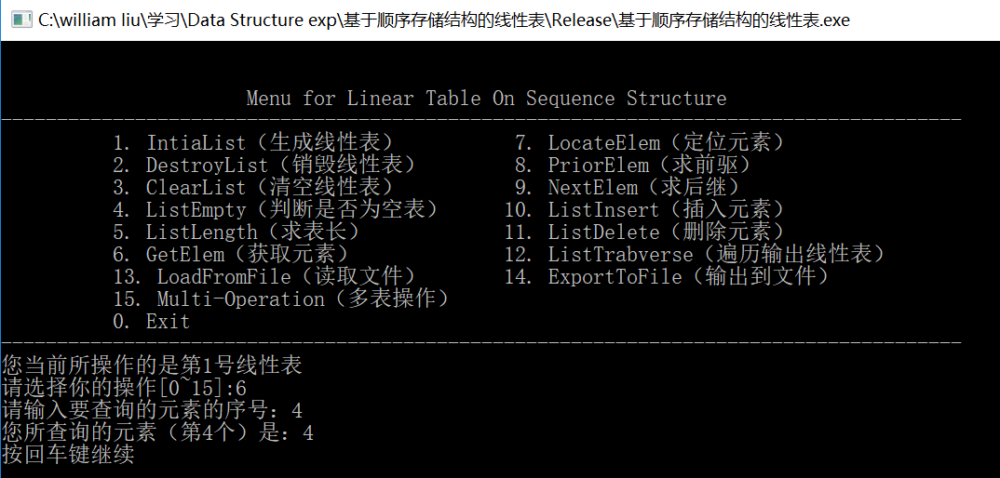 C:\william liu\学习\Data Structure exp\基于顺序存储结构的线性表\Release\基于顺序存储结构的线性表.exe
Menu for Linear Table On Sequence Structure
1. IntiaList（生成线性表） 7. LocateElem（定位元素）
2. DestroyList（销毁线性表） 8. PriorElem（求前驱）
3. ClearList（清空线性表） 9. NextElem（求后继）
4. ListEmpty（判断是否为空表） 10. ListInsert（插入元素）
5. ListLength（求表长） 11. ListDelete（删除元素）
6. GetElem（获取元素） 12. ListTrabverse（遍历输出线性表）
13. LoadFromFile（读取文件） 14. ExportToFile（输出到文件）
15. Multi-Operation（多表操作）
0. Exit
您当前所操作的是第1号线性表
请选择你的操作[0~15]:6
请输入要查询的元素的序号：4
您所查询的元素（第4个）是：4
按回车键继续